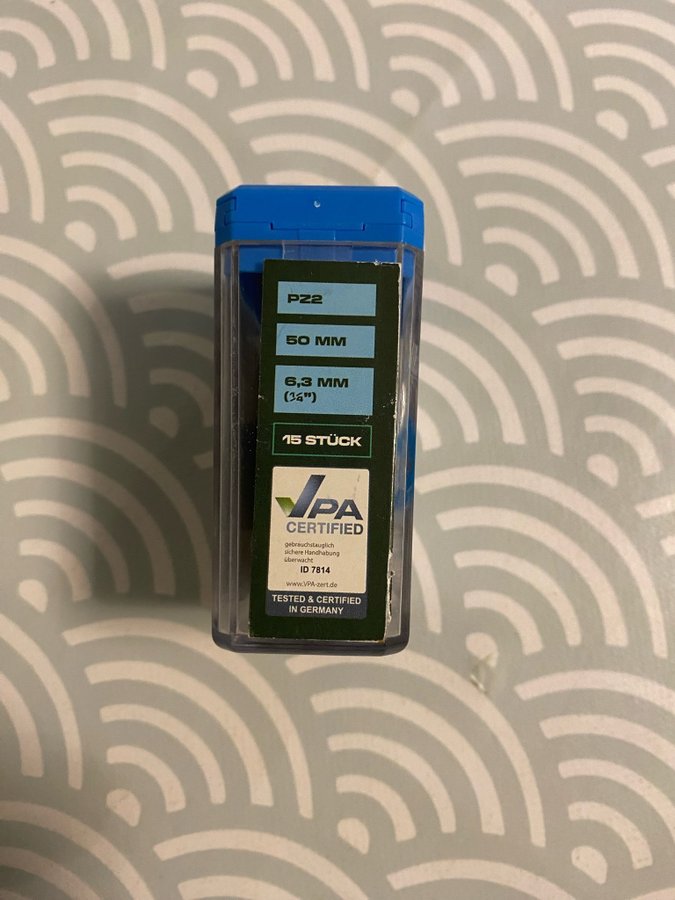 PZ2
50 MM
6,3 MM
(¼")
15 STÜCK
VPA
CERTIFIED
gebrauchstauglich
sichere Handhabung
überwacht
ID 7814
www.VPA-zert.de
TESTED & CERTIFIED
IN GERMANY